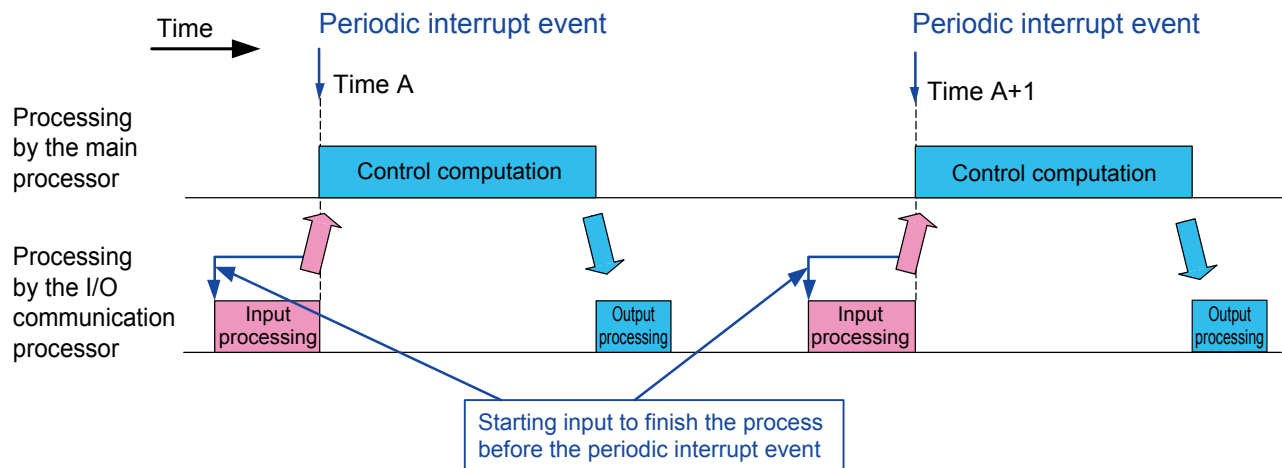 Time
Periodic interrupt event
Periodic interrupt event
Time A
Time A+1
Processing
by the main
processor
Control computation
Control computation
Processing
by the I/O
communication
processor
Input
processing
Output
processing
Input
processing
Output
processing
Starting input to finish the process
before the periodic interrupt event